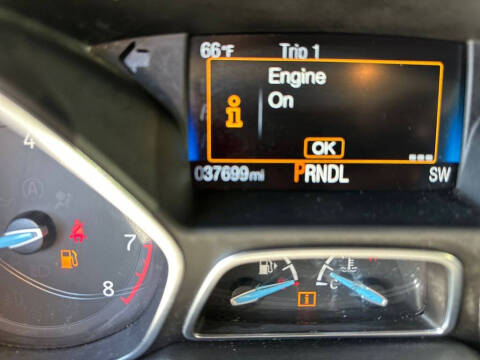 66°F Trip 1
Engine
On
i
OK
037699mi PRNDL SW
4
7
8
C